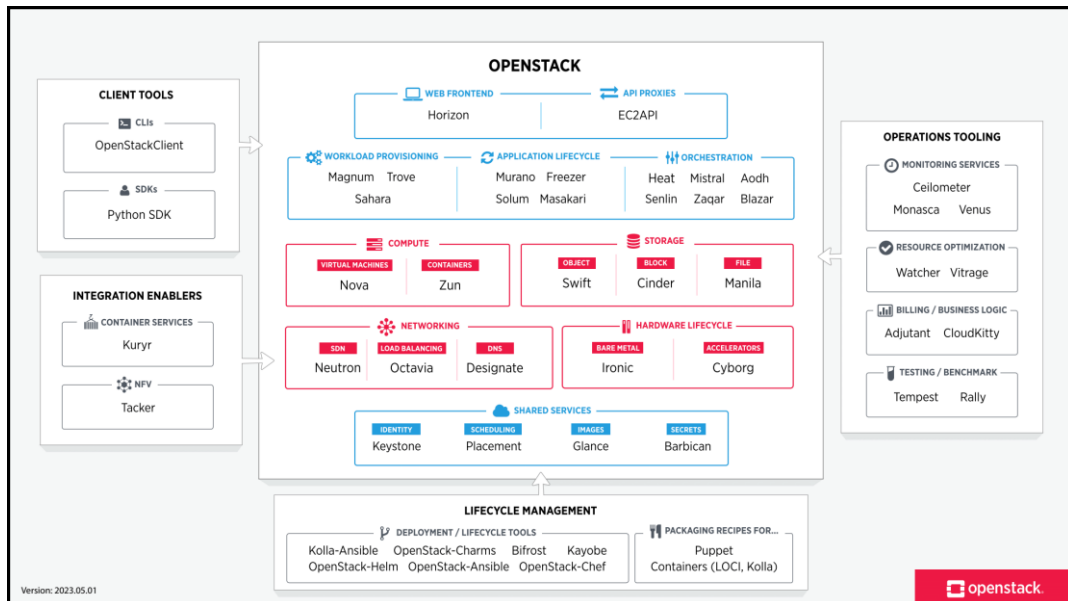 OPENSTACK
WEB FRONTEND
API PROXIES
Horizon
EC2API
WORKLOAD PROVISIONING
APPLICATION LIFECYCLE
ORCHESTRATION
Magnum Trove
Sahara
Murano Freezer
Solum Masakari
Heat Mistral Aodh
Senlin Zaqar Blazar
COMPUTE
VIRTUAL MACHINES
CONTAINERS
Nova
Zun
STORAGE
OBJECT
BLOCK
FILE
Swift
Cinder
Manila
NETWORKING
SDN
LOAD BALANCING
DNS
Neutron
Octavia
Designate
HARDWARE LIFECYCLE
BARE METAL
ACCELERATORS
Ironic
Cyborg
SHARED SERVICES
IDENTITY
SCHEDULING
IMAGES
SECRETS
Keystone
Placement
Glance
Barbican
CLIENT TOOLS
CLIs
OpenStackClient
SDKs
Python SDK
INTEGRATION ENABLERS
CONTAINER SERVICES
Kuryr
NFV
Tacker
OPERATIONS TOOLING
MONITORING SERVICES
Ceilometer
Monasca Venus
RESOURCE OPTIMIZATION
Watcher Vitrage
BILLING / BUSINESS LOGIC
Adjutant CloudKitty
TESTING / BENCHMARK
Tempest Rally
LIFECYCLE MANAGEMENT
DEPLOYMENT / LIFECYCLE TOOLS
Kolla-Ansible OpenStack-Charms Bifrost Kayobe
OpenStack-Helm OpenStack-Ansible OpenStack-Chef
PACKAGING RECIPES FOR...
Puppet
Containers (LOCI, Kolla)
Version: 2023.05.01
openstack.